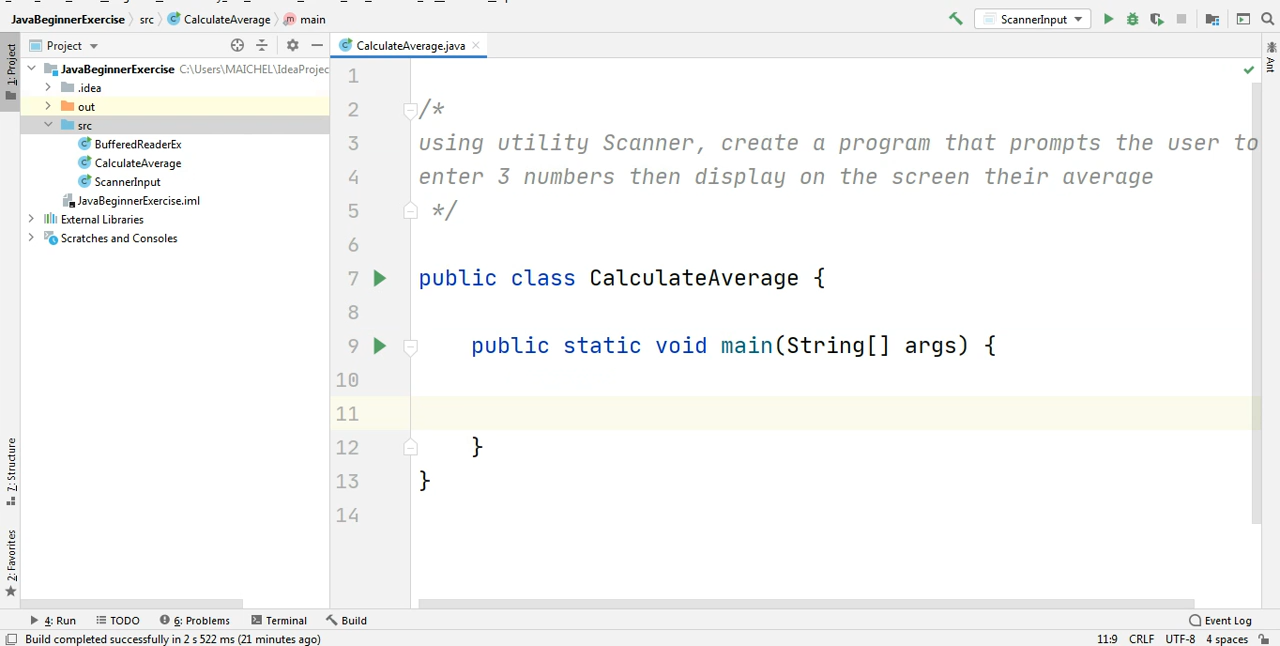 JavaBeginnerExercise src CalculateAverage m main
ScannerInput
Project
CalculateAverage.java
1: Project
JavaBeginnerExercise C:\Users\MAICHEL\IdeaProjec
.idea
out
src
BufferedReaderEx
CalculateAverage
ScannerInput
JavaBeginnerExercise.iml
External Libraries
Scratches and Consoles
7: Structure
2: Favorites
Ant
1
2 /*
3 using utility Scanner, create a program that prompts the user to
4 enter 3 numbers then display on the screen their average
5 */
6
7 public class CalculateAverage {
8
9 public static void main(String[] args) {
10
11
12 }
13 }
14
4: Run TODO 6: Problems Terminal Build Event Log
Build completed successfully in 2 s 522 ms (21 minutes ago) 11:9 CRLF UTF-8 4 spaces